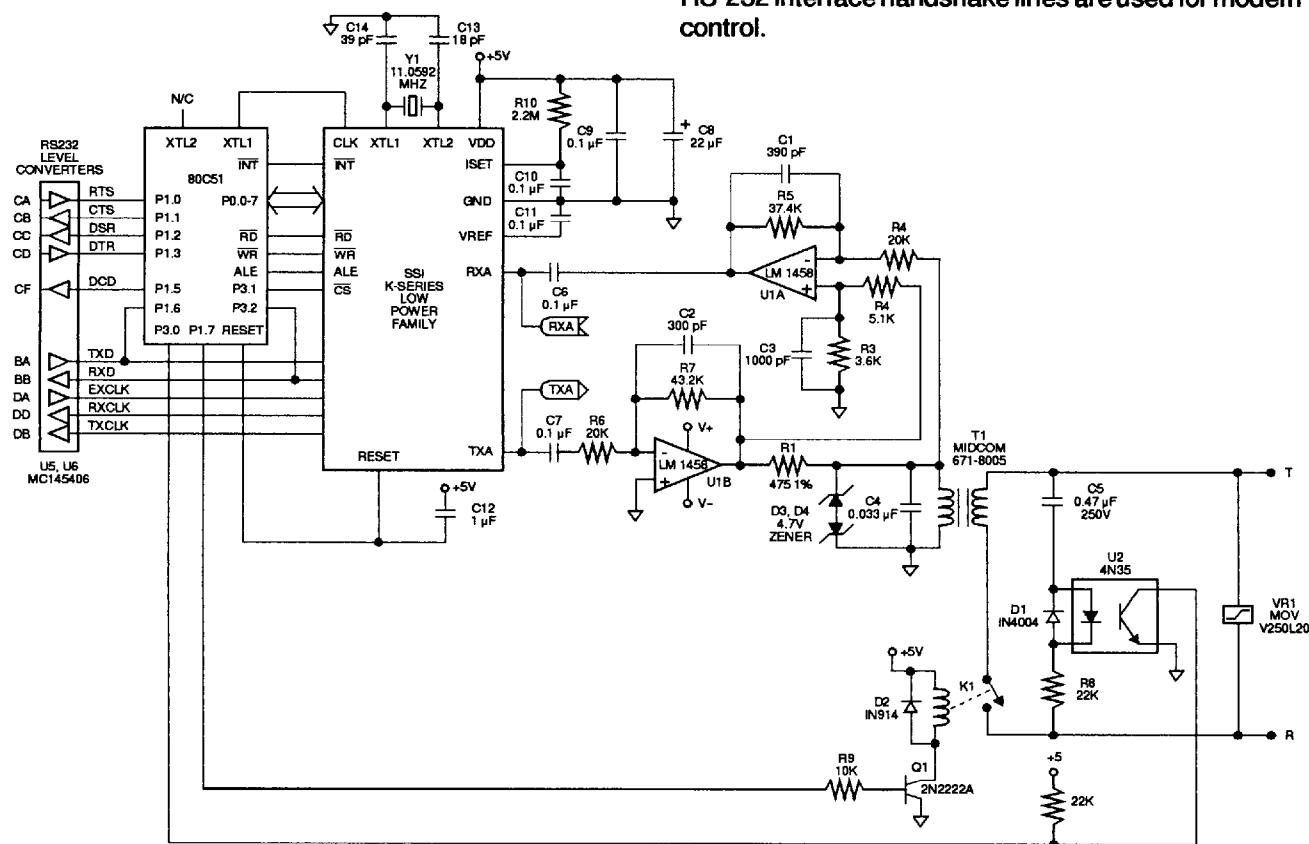 RS-232 interface handshake lines are used for modem
control.
C14
39 pF
C13
18 pF
Y1
11.0592
MHZ
+5V
N/C
R10
2.2M
C9
0.1 µF
+
C8
22 µF
C1
390 pF
RS232
LEVEL
CONVERTERS
XTL2
XTL1
INT
80C51
P0.0-7
RD
WR
ALE
P3.1
P3.2
P1.0
P1.1
P1.2
P1.3
P1.5
P1.6
P3.0
P1.7
RESET
CLK
XTL1
XTL2
VDD
INT
ISET
C10
0.1 µF
GND
C11
0.1 µF
VREF
RD
WR
ALE
CS
RXA
SSI
K-SERIES
LOW
POWER
FAMILY
TXA
RESET
CA
RTS
CB
CTS
CC
DSR
CD
DTR
CF
DCD
BA
TXD
BB
RXD
DA
EXCLK
DD
RXCLK
DB
TXCLK
U5, U6
MC145406
R5
37.4K
R4
20K
-
LM 1458
+
U1A
R4
5.1K
C6
0.1 µF
RXA
C2
300 pF
C3
1000 pF
R3
3.6K
R7
43.2K
TXA
C7
0.1 µF
R6
20K
V+
-
LM 1458
+
U1B
V-
R1
475 1%
T1
MIDCOM
671-8005
D3, D4
4.7V
ZENER
C4
0.033 µF
C5
0.47 µF
250V
T
+5V
C12
1 µF
U2
4N35
D1
IN4004
VR1
MOV
V250L20
R8
22K
+5V
D2
IN914
K1
R
R9
10K
Q1
2N2222A
+5
22K